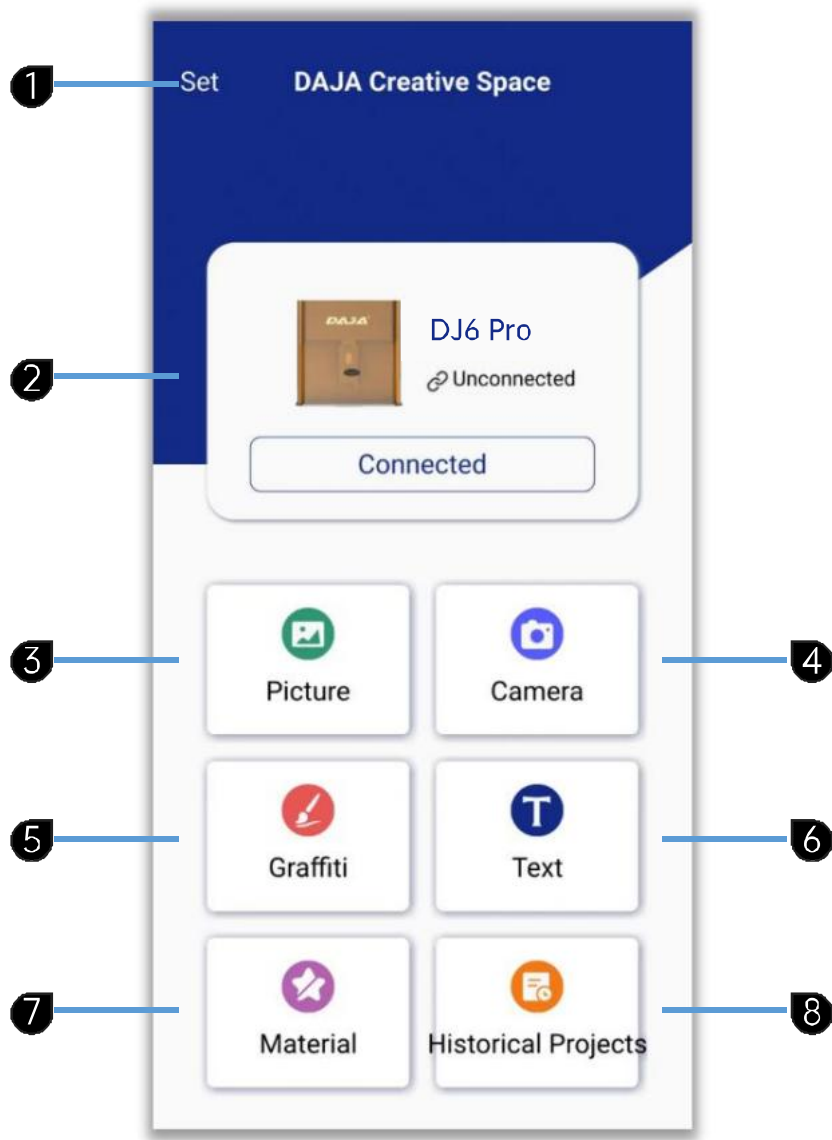 1 Set DAJA Creative Space
DAJA
DJ6 Pro
2 Unconnected
Connected
3 Picture Camera 4
5 Graffiti Text 6
7 Material Historical Projects 8